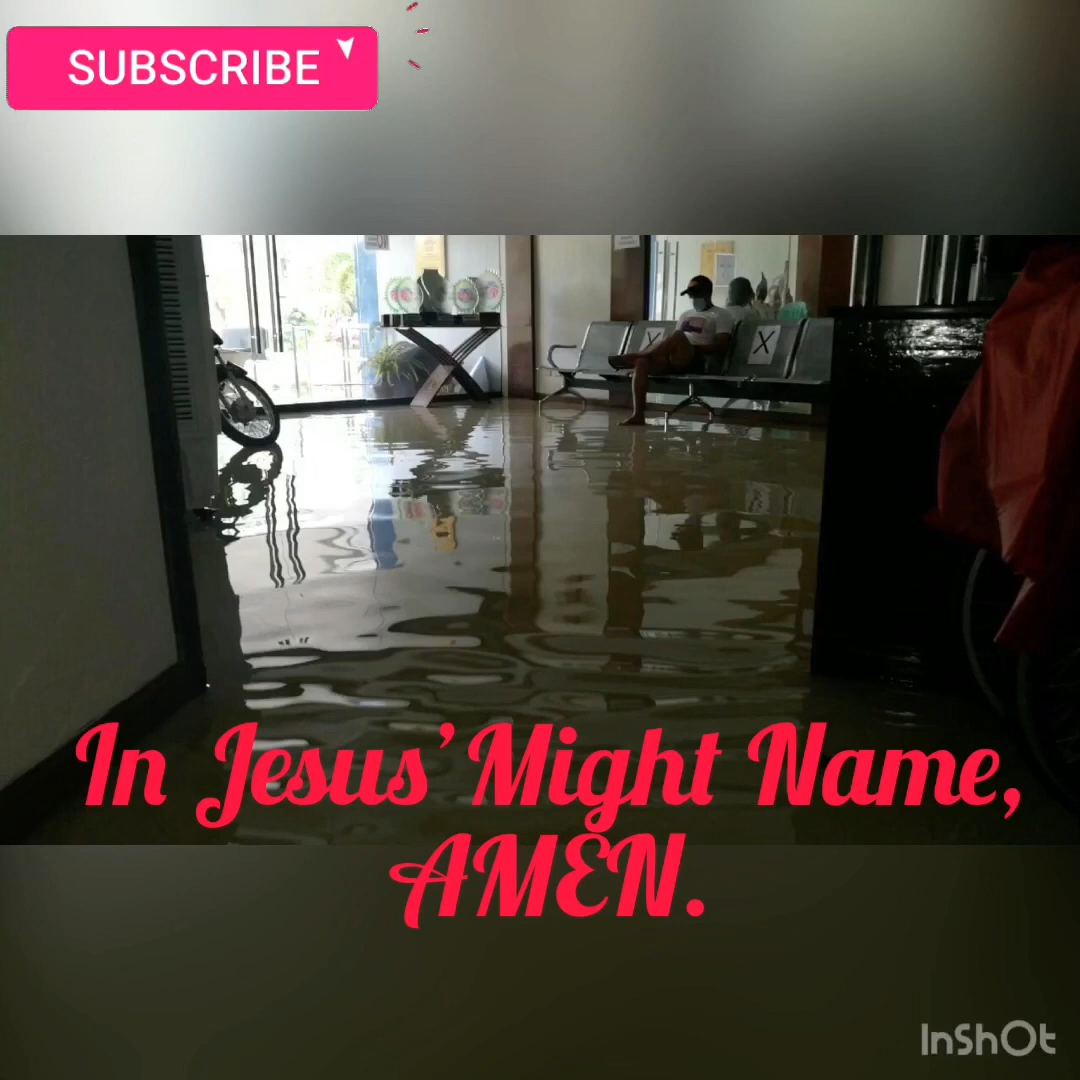 SUBSCRIBE
X
X
In Jesus' Might Name,
AMEN.
InShOt